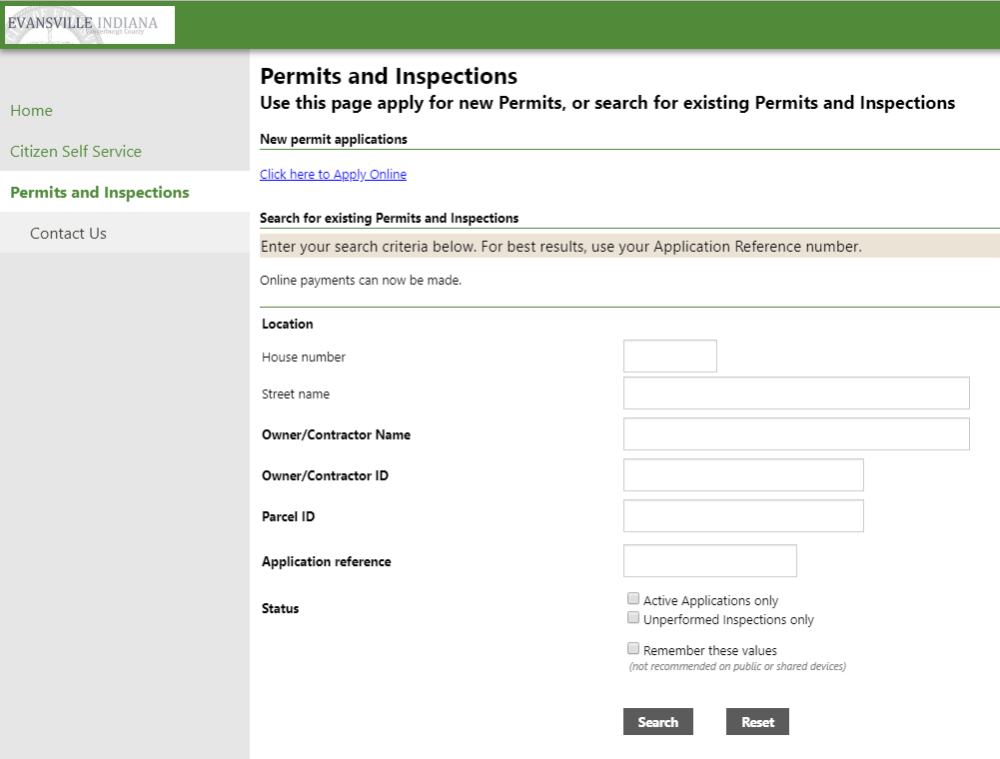 EVANSVILLE INDIANA
Vanderburgh County
Home
Citizen Self Service
Permits and Inspections
Contact Us
Permits and Inspections
Use this page apply for new Permits, or search for existing Permits and Inspections
New permit applications
Click here to Apply Online
Search for existing Permits and Inspections
Enter your search criteria below. For best results, use your Application Reference number.
Online payments can now be made.
Location
House number
Street name
Owner/Contractor Name
Owner/Contractor ID
Parcel ID
Application reference
Status
Active Applications only
Unperformed Inspections only
Remember these values
(not recommended on public or shared devices)
Search Reset